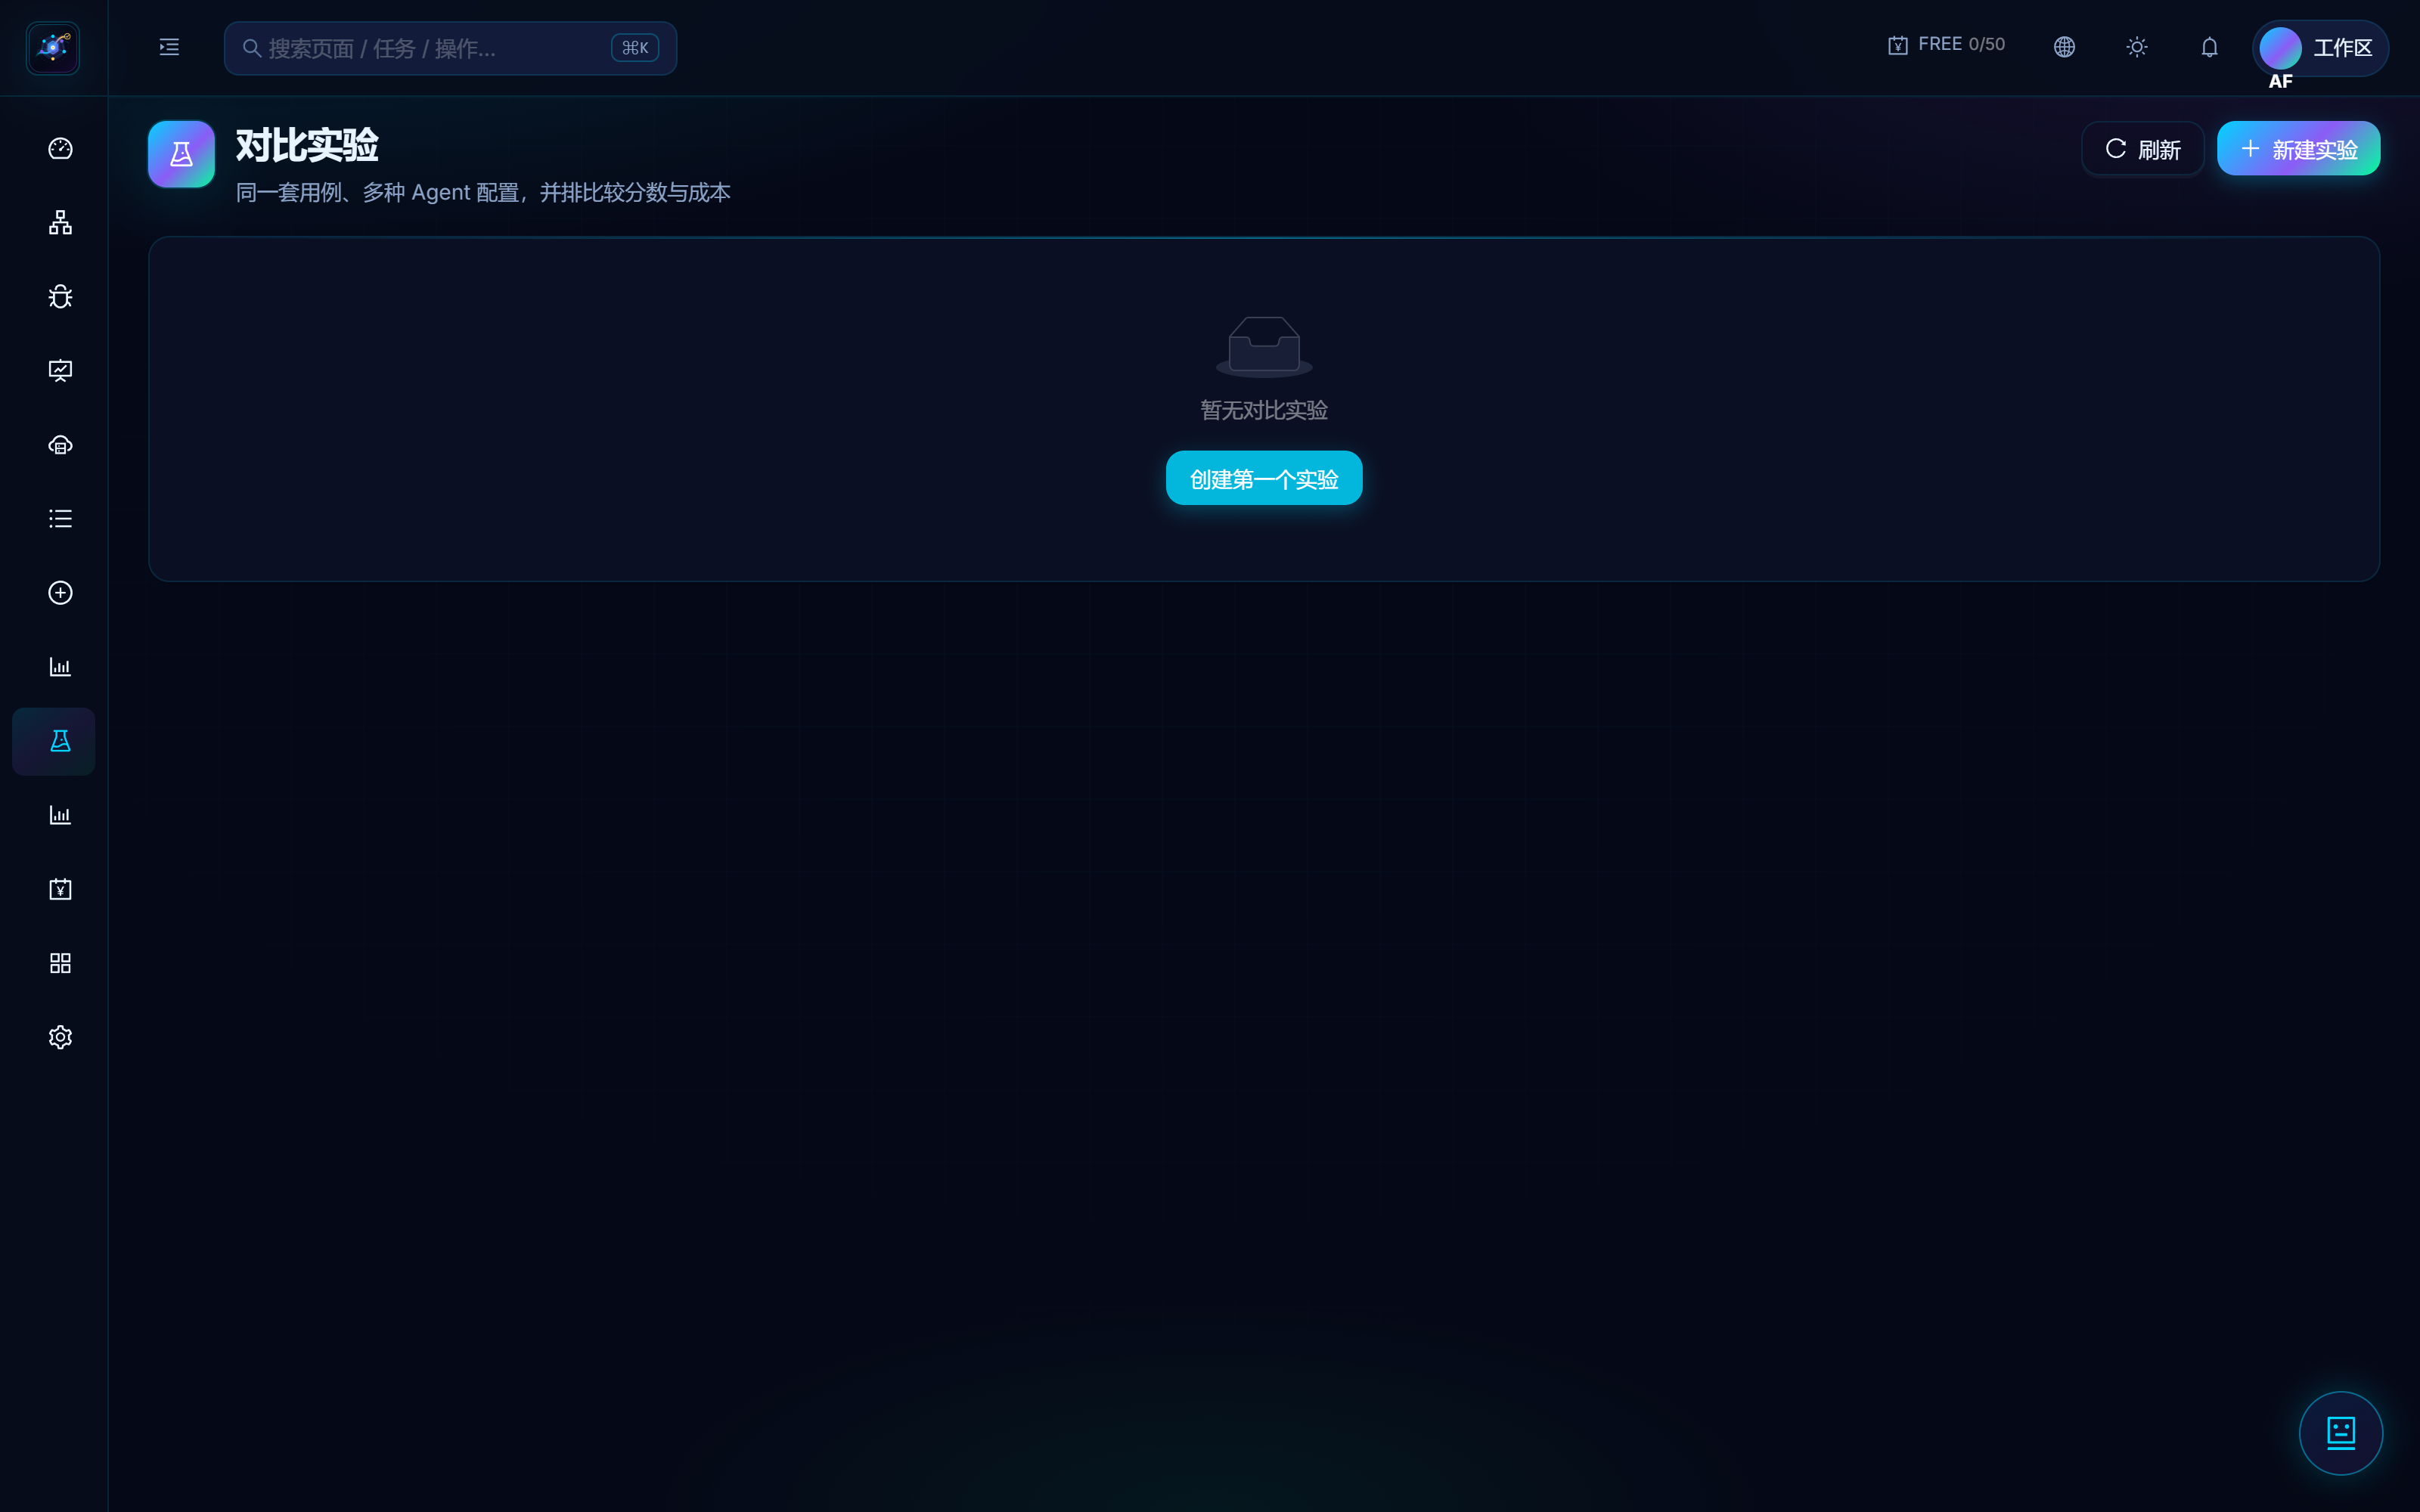 搜索页面 / 任务 / 操作...
⌘K
FREE 0/50
工作区
AF
对比实验
同一套用例、多种 Agent 配置，并排比较分数与成本
刷新
新建实验
暂无对比实验
创建第一个实验